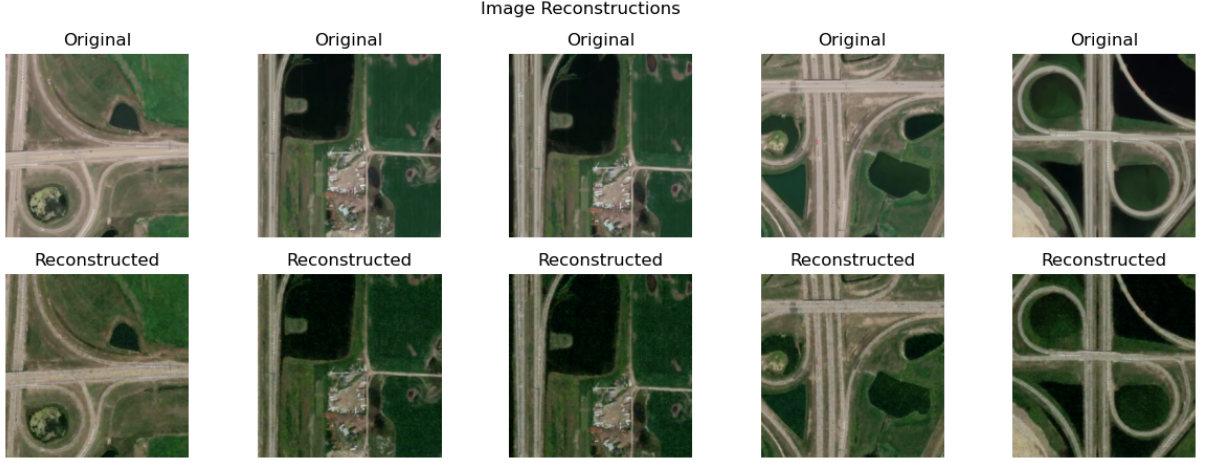 Image Reconstructions
Original Original Original Original Original
Reconstructed Reconstructed Reconstructed Reconstructed Reconstructed